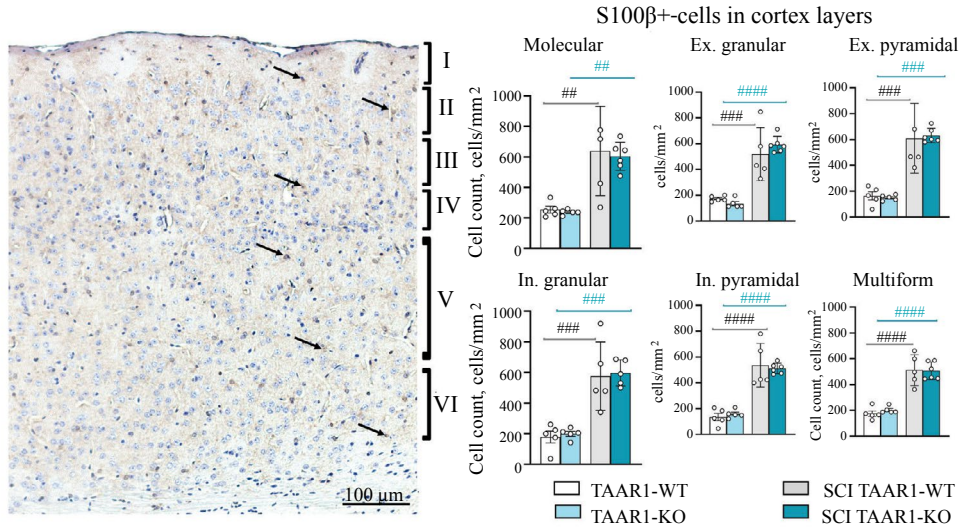 S100β+-cells in cortex layers
I
II
III
IV
V
VI
100 µm
Molecular
Cell count, cells/mm2
1000
800
600
400
200
0
##
##
Ex. granular
cells/mm2
1000
800
600
400
200
0
###
####
Ex. pyramidal
cells/mm2
1000
800
600
400
200
0
###
###
In. granular
Cell count, cells/mm2
1000
800
600
400
200
0
###
###
In. pyramidal
cells/mm2
1000
800
600
400
200
0
####
####
Multiform
Cell count, cells/mm2
1000
800
600
400
200
0
####
####
TAAR1-WT
TAAR1-KO
SCI TAAR1-WT
SCI TAAR1-KO